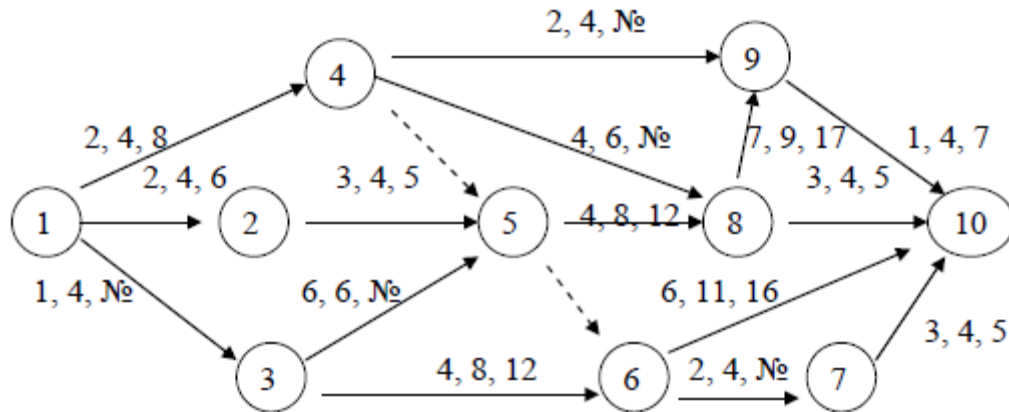 2, 4, №
4
9
2, 4, 8
4, 6, №
7, 9, 17
1, 4, 7
2, 4, 6
3, 4, 5
3, 4, 5
1
2
5
4, 8, 12
8
10
1, 4, №
6, 6, №
6, 11, 16
3, 4, 5
3
4, 8, 12
6
2, 4, №
7